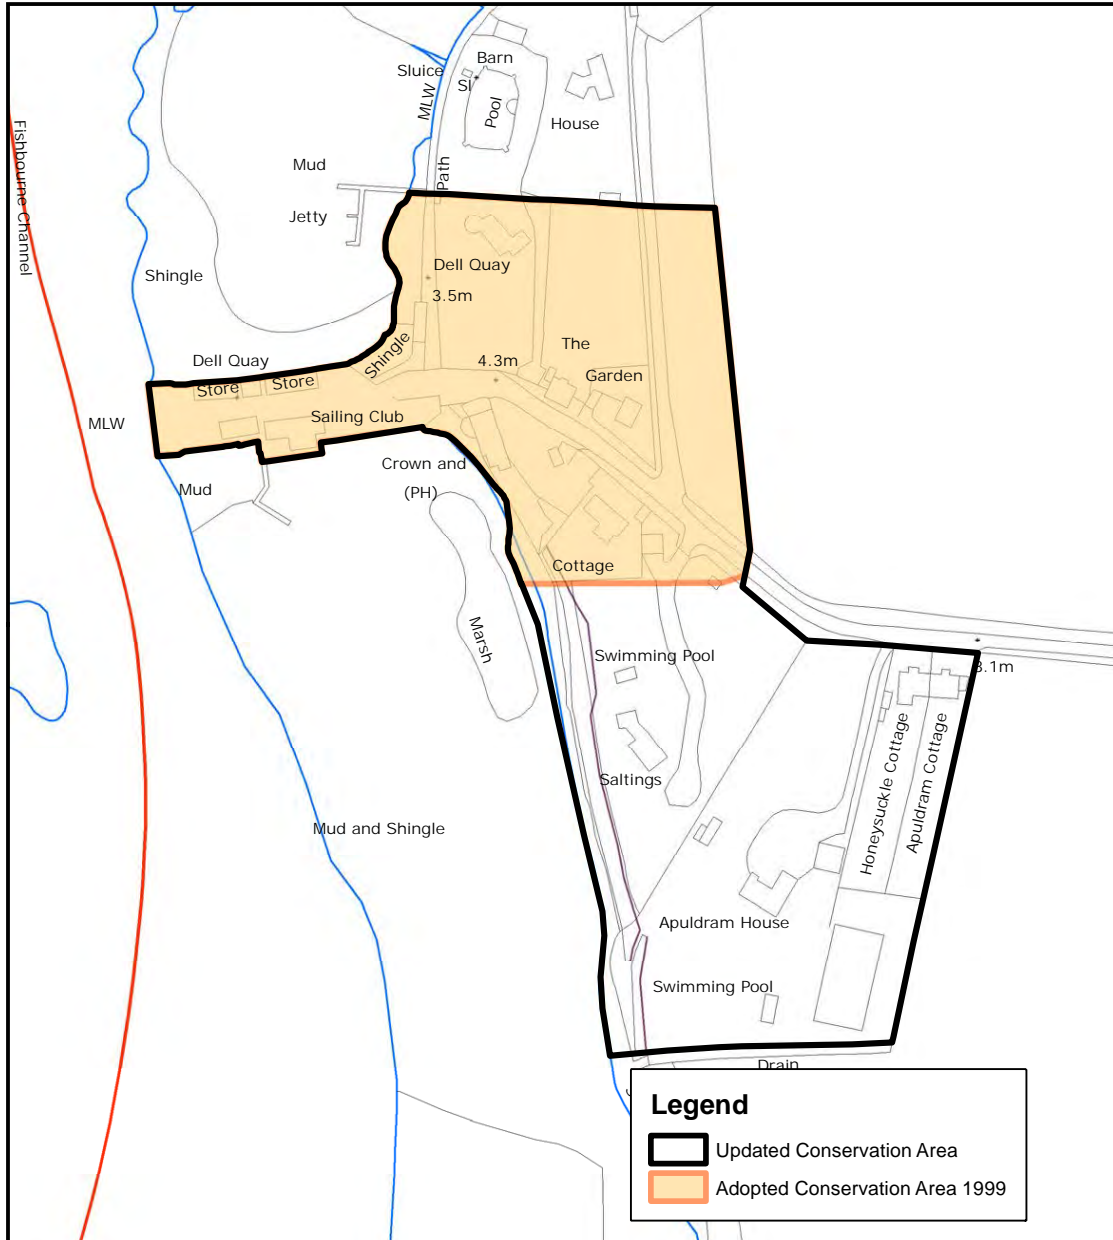 Barn
Sluice
SI
MLW
Pool
House
Fishbourne Channel
Mud
Path
Jetty
Dell Quay
Shingle
3.5m
The
Dell Quay
4.3m
Shingle
Garden
Store
Store
Sailing Club
MLW
Crown and
(PH)
Mud
Cottage
Marsh
Swimming Pool
3.1m
Saltings
Honeysuckle Cottage
Apuldram Cottage
Mud and Shingle
Apuldram House
Swimming Pool
Drain
Legend
Updated Conservation Area
Adopted Conservation Area 1999